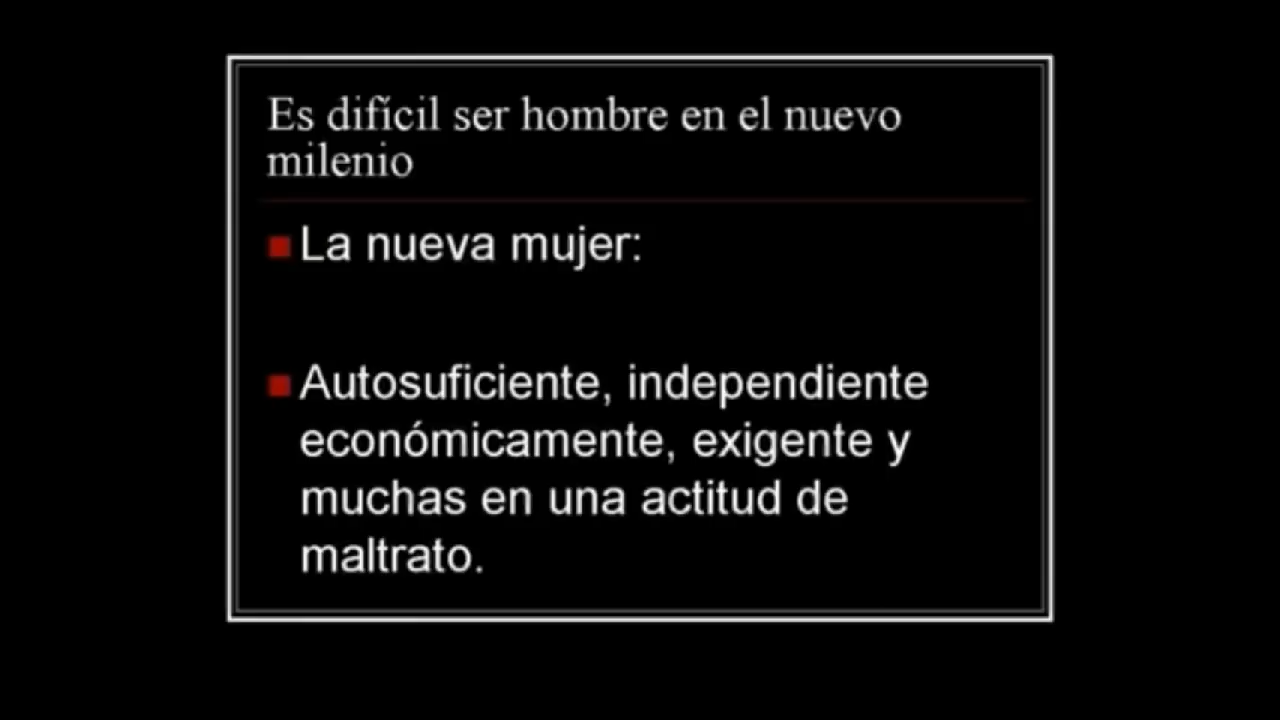 Es difícil ser hombre en el nuevo
milenio
La nueva mujer:
Autosuficiente, independiente
económicamente, exigente y
muchas en una actitud de
maltrato.